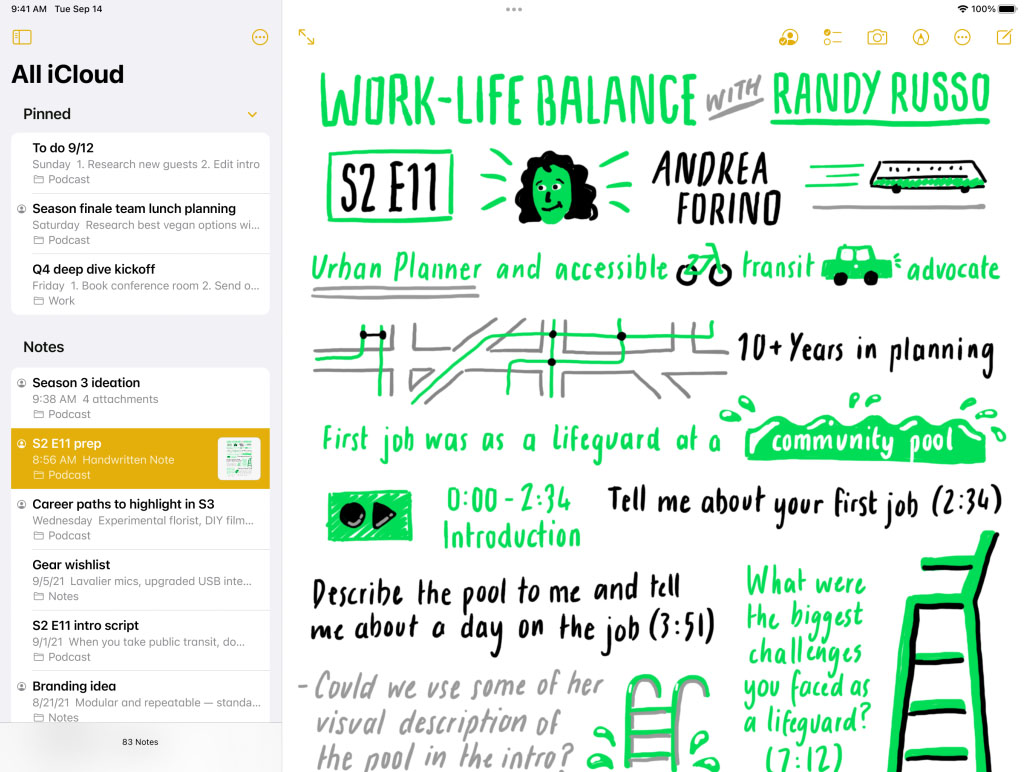 9:41 AM Tue Sep 14
100%
All iCloud
Pinned
To do 9/12
Sunday 1. Research new guests 2. Edit intro
Podcast
Season finale team lunch planning
Saturday Research best vegan options wi...
Podcast
Q4 deep dive kickoff
Friday 1. Book conference room 2. Send o...
Work
Notes
Season 3 ideation
9:38 AM 4 attachments
Podcast
S2 E11 prep
8:56 AM Handwritten Note
Podcast
Career paths to highlight in S3
Wednesday Experimental florist, DIY film...
Podcast
Gear wishlist
9/5/21 Lavalier mics, upgraded USB inte...
Notes
S2 E11 intro script
9/1/21 When you take public transit, do...
Podcast
Branding idea
8/21/21 Modular and repeatable — standa...
Notes
83 Notes
WORK-LIFE BALANCE WITH RANDY RUSSO
S2 E11
ANDREA
FORINO
Urban Planner and accessible transit advocate
10+ Years in planning
First job was as a lifeguard at a community pool
0:00 - 2:34
Introduction
Tell me about your first job (2:34)
Describe the pool to me and tell
me about a day on the job (3:51)
What were
the biggest
challenges
you faced as
a lifeguard?
(7:12)
- Could we use some of her
visual description of
the pool in the intro?